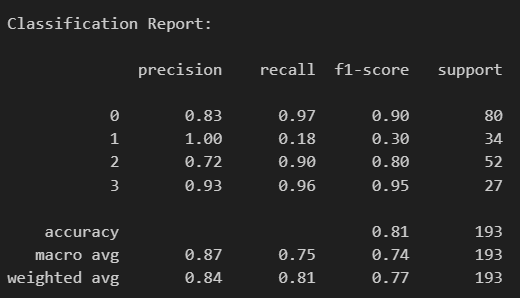 Classification Report:
precision recall f1-score support
0 0.83 0.97 0.90 80
1 1.00 0.18 0.30 34
2 0.72 0.90 0.80 52
3 0.93 0.96 0.95 27
accuracy 0.81 193
macro avg 0.87 0.75 0.74 193
weighted avg 0.84 0.81 0.77 193